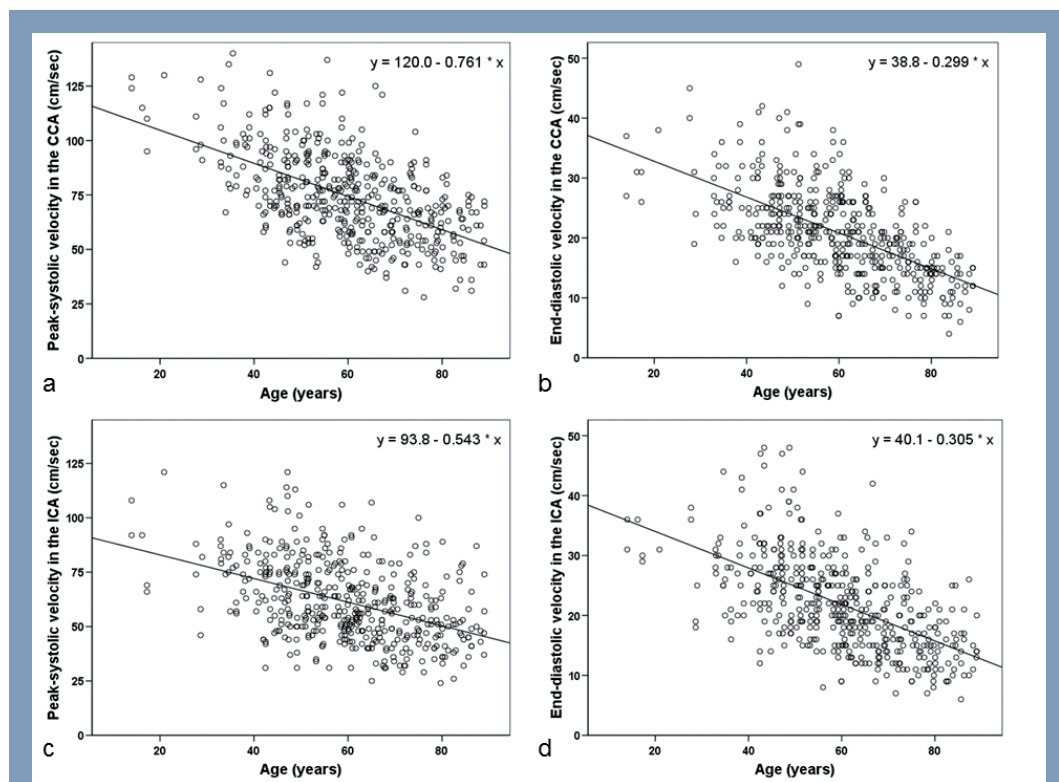 y = 120.0 - 0.761 * x
Peak-systolic velocity in the CCA (cm/sec)
125
100
75
50
25
0
20
40
60
80
Age (years)
a
y = 38.8 - 0.299 * x
End-diastolic velocity in the CCA (cm/sec)
50
40
30
20
10
0
20
40
60
80
Age (years)
b
y = 93.8 - 0.543 * x
Peak-systolic velocity in the ICA (cm/sec)
125
100
75
50
25
0
20
40
60
80
Age (years)
c
y = 40.1 - 0.305 * x
End-diastolic velocity in the ICA (cm/sec)
50
40
30
20
10
0
20
40
60
80
Age (years)
d